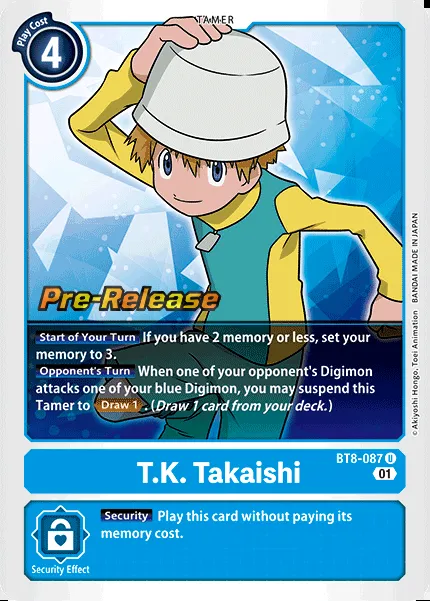 TAMER
Play Cost
4
Pre-Release
Start of Your Turn If you have 2 memory or less, set your
memory to 3.
Opponent's Turn When one of your opponent's Digimon
attacks one of your blue Digimon, you may suspend this
Tamer to Draw 1. (Draw 1 card from your deck.)
© Akiyoshi Hongo, Toei Animation BANDAI MADE IN JAPAN
BT8-087 U
T.K. Takaishi
01
Security Play this card without paying its
memory cost.
Security Effect